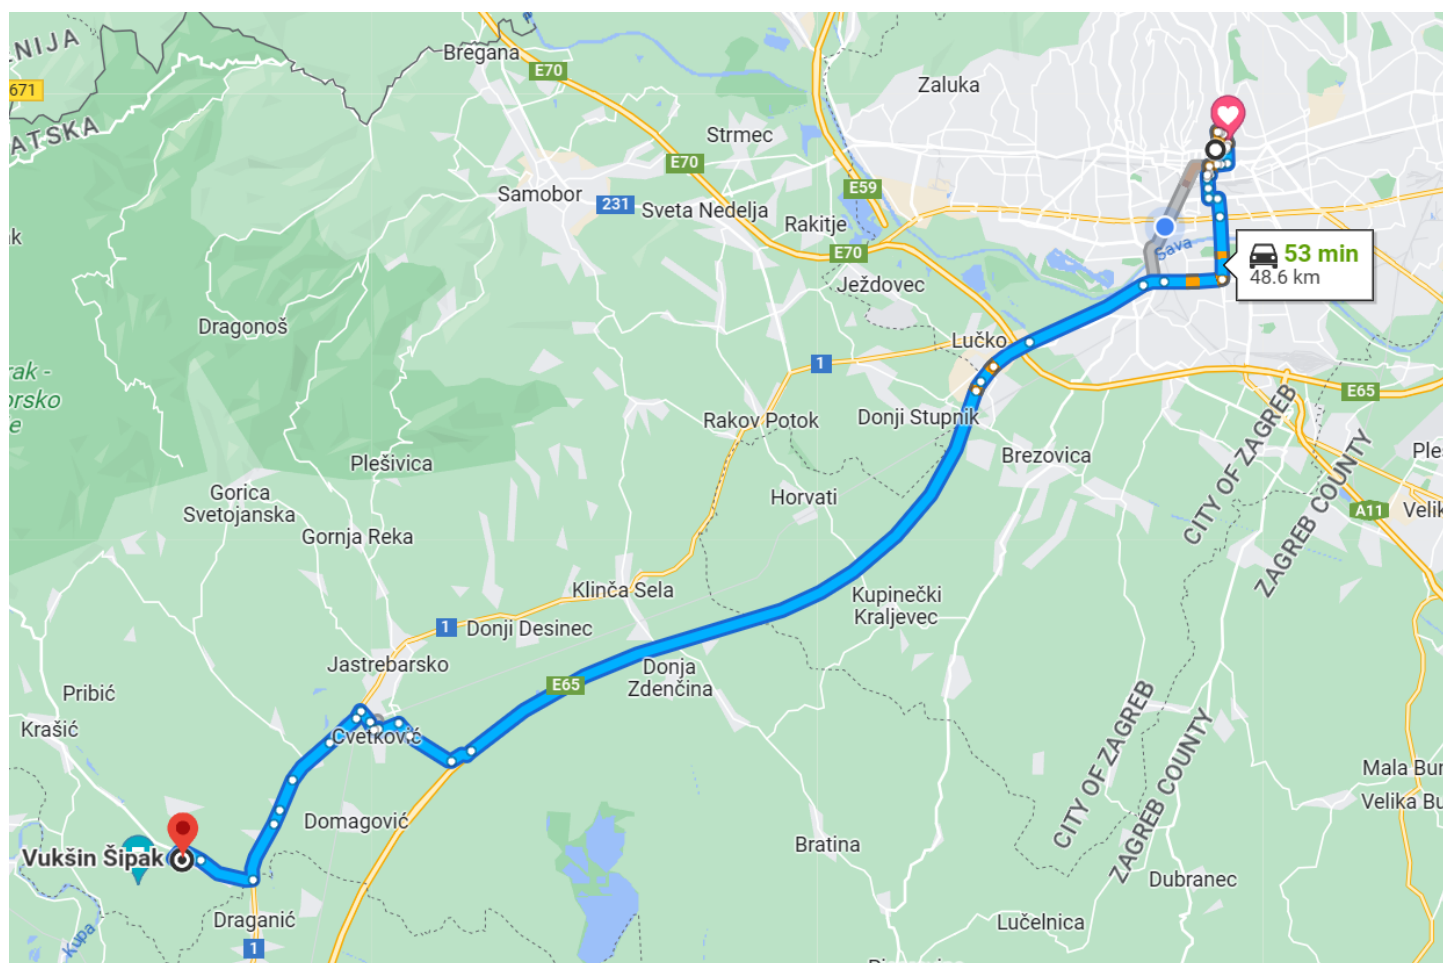 NIJA
671
ATSKA
Bregana
E70
Zaluka
Strmec
E70
Samobor
231
Sveta Nedelja
E59
Rakitje
E70
Sava
53 min
48.6 km
Ježdovec
Dragonoš
Lučko
1
E65
rak -
orsko
e
Rakov Potok
Donji Stupnik
Brezovica
Plešivica
Horvati
Gorica
Svetojanska
Gornja Reka
CITY OF ZAGREB
ZAGREB COUNTY
A11
Velik
Ple
Klinča Sela
Kupinečki
Kraljevec
1
Donji Desinec
Jastrebarsko
Donja
Zdenčina
E65
Pribić
Krašić
Cvetković
CITY OF ZAGREB
ZAGREB COUNTY
Mala Bur
Velika Bu
Domagović
Vukšin Šipak
Bratina
Dubranec
Draganić
Lučelnica
1
Kupa
ak